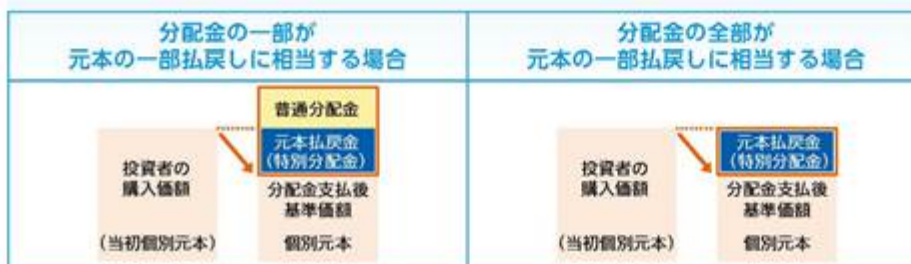 分配金の一部が
元本の一部払戻しに相当する場合
普通分配金
元本払戻金
(特別分配金)
投資者の
購入価額
(当初個別元本)
分配金支払後
基準価額
個別元本
分配金の全部が
元本の一部払戻しに相当する場合
元本払戻金
(特別分配金)
投資者の
購入価額
(当初個別元本)
分配金支払後
基準価額
個別元本